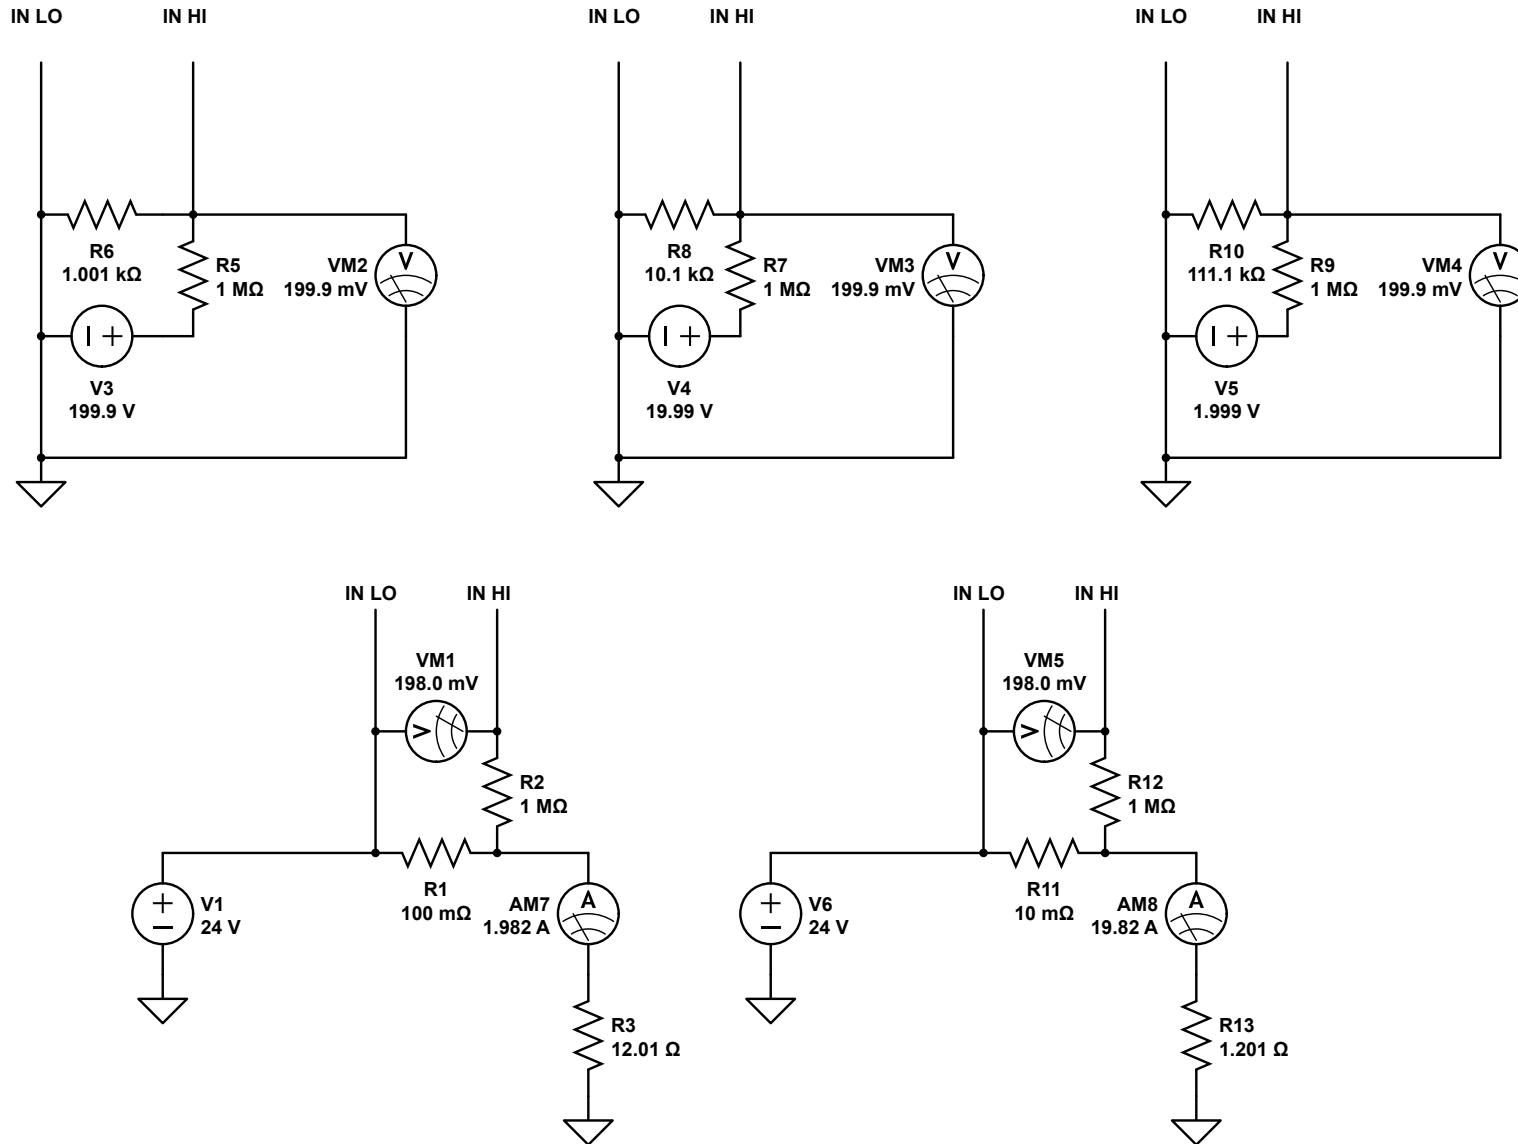 IN LO
IN HI
IN LO
IN HI
IN LO
IN HI
R6
1.001 kΩ
R5
1 MΩ
VM2
199.9 mV
V
V3
199.9 V
R8
10.1 kΩ
R7
1 MΩ
VM3
199.9 mV
V
V4
19.99 V
R10
111.1 kΩ
R9
1 MΩ
VM4
199.9 mV
V
V5
1.999 V
IN LO
IN HI
VM1
198.0 mV
V
R2
1 MΩ
R1
100 mΩ
V1
24 V
AM7
1.982 A
A
R3
12.01 Ω
IN LO
IN HI
VM5
198.0 mV
V
R12
1 MΩ
R11
10 mΩ
V6
24 V
AM8
19.82 A
A
R13
1.201 Ω